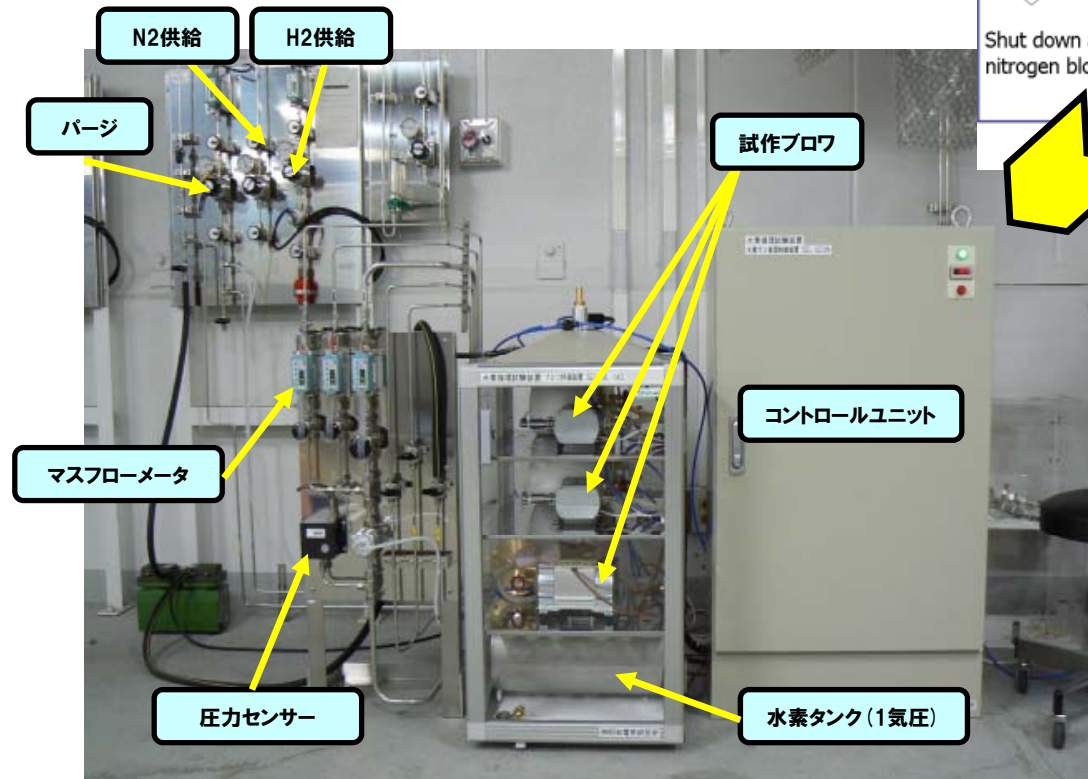 N2供給
H2供給
Shut down
nitrogen blo
パージ
試作ブロワ
コントロールユニット
マスフローメータ
圧力センサー
水素タンク(1気圧)